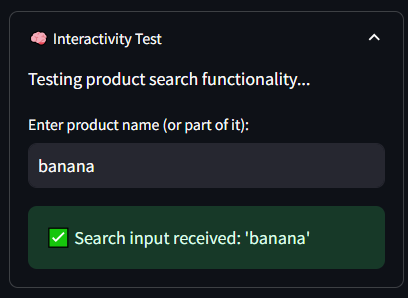 🧠 Interactivity Test
Testing product search functionality...
Enter product name (or part of it):
banana
✅ Search input received: 'banana'